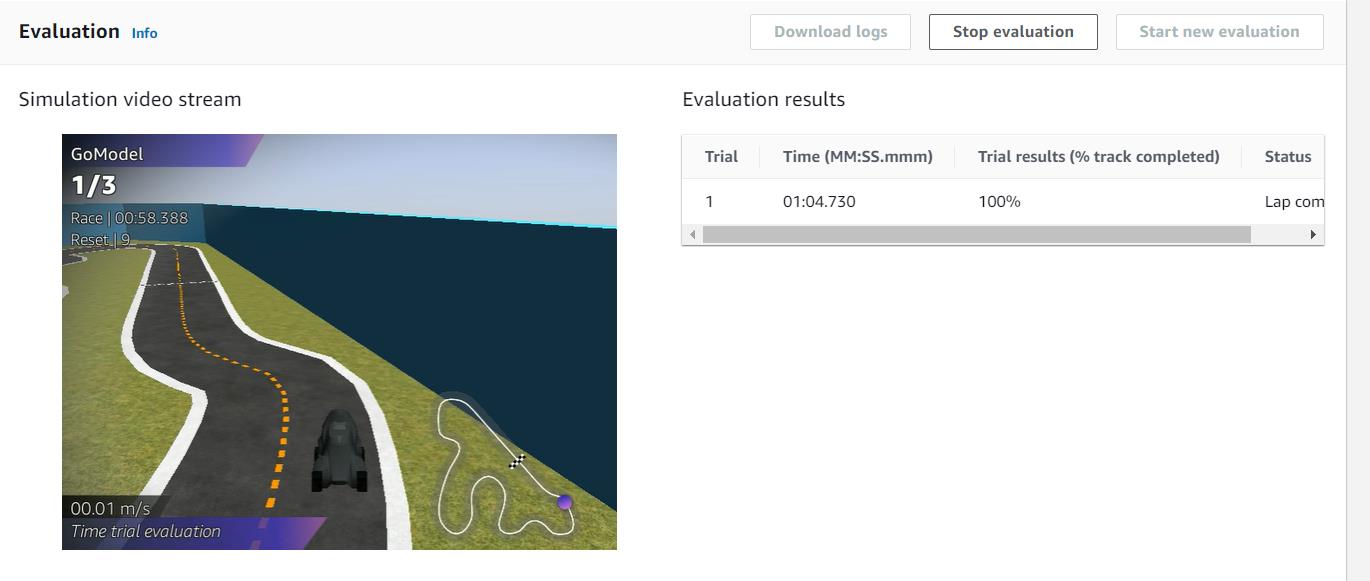 Evaluation Info
Download logs
Stop evaluation
Start new evaluation
Simulation video stream
Evaluation results
GoModel
1/3
Race | 00:58.388
Reset | 9
00.01 m/s
Time trial evaluation
Trial Time (MM:SS.mmm) Trial results (% track completed) Status
1 01:04.730 100% Lap com